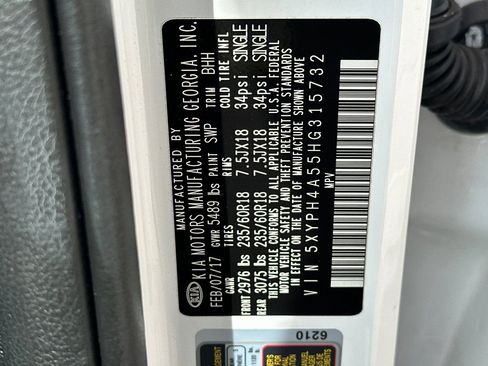 MANUFACTURED BY
KIA KIA MOTORS MANUFACTURING GEORGIA, INC.
FEB/07/17 GVWR 5489 lbs PAINT SWP TRIM BHH
GAWR RIMS COLD TIRE INFL
FRONT 2976 lbs 235/60R18 7.5JX18 34psi SINGLE
REAR 3075 lbs 235/60R18 7.5JX18 34psi SINGLE
THIS VEHICLE CONFORMS TO ALL APPLICABLE U.S.A. FEDERAL
MOTOR VEHICLE SAFETY AND THEFT PREVENTION STANDARDS
IN EFFECT ON THE DATE OF MANUFACTURE SHOWN ABOVE
VIN 5XYPH4A55HG315732
MPV
6210